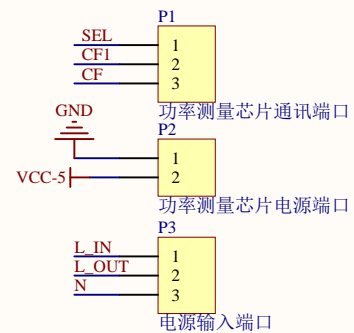 P1
SEL 1
CF1 2
CF 3
功率测量芯片通讯端口
GND
P2
1
VCC-5 2
功率测量芯片电源端口
P3
L_IN 1
L_OUT 2
N 3
电源输入端口